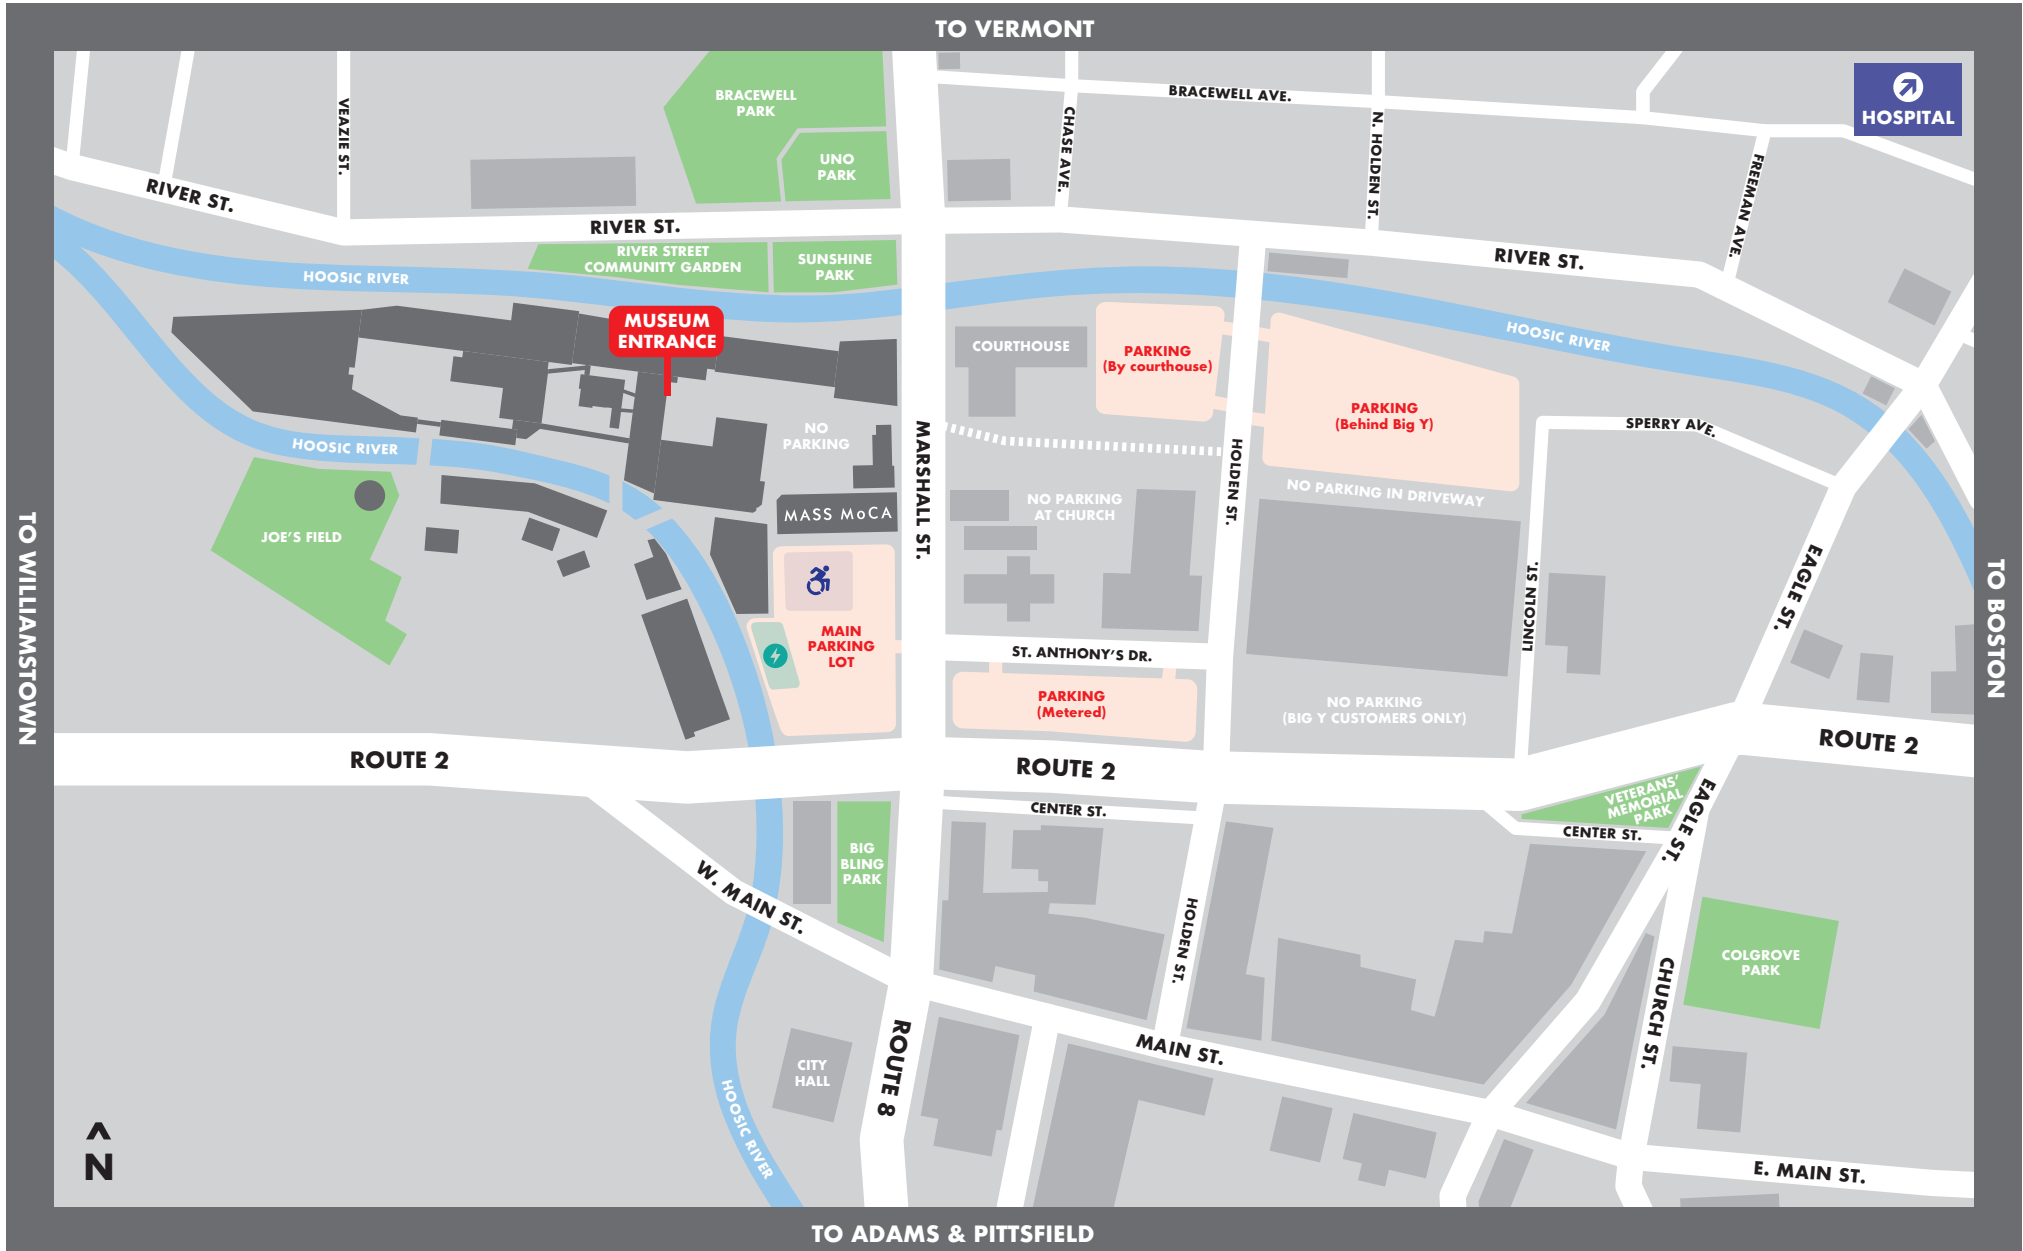 TO VERMONT
BRACEWELL
PARK
UNO
PARK
VEAZIE ST.
CHASE AVE.
BRACEWELL AVE.
N. HOLDEN ST.
FREEMAN AVE.
HOSPITAL
RIVER ST.
RIVER ST.
RIVER ST.
RIVER STREET
COMMUNITY GARDEN
SUNSHINE
PARK
HOOSIC RIVER
MUSEUM
ENTRANCE
COURTHOUSE
PARKING
(By courthouse)
HOOSIC RIVER
PARKING
(Behind Big Y)
SPERRY AVE.
NO
PARKING
HOOSIC RIVER
MARSHALL ST.
HOLDEN ST.
NO PARKING IN DRIVEWAY
NO PARKING
AT CHURCH
MASS MoCA
JOE'S FIELD
EAGLE ST.
LINCOLN ST.
TO WILLIAMSTOWN
TO BOSTON
MAIN
PARKING
LOT
ST. ANTHONY'S DR.
PARKING
(Metered)
NO PARKING
(BIG Y CUSTOMERS ONLY)
ROUTE 2
ROUTE 2
ROUTE 2
CENTER ST.
VETERANS'
MEMORIAL
PARK
CENTER ST.
EAGLE ST.
BIG
BLING
PARK
W. MAIN ST.
HOLDEN ST.
COLGROVE
PARK
CHURCH ST.
ROUTE 8
MAIN ST.
CITY
HALL
HOOSIC RIVER
N
E. MAIN ST.
TO ADAMS & PITTSFIELD